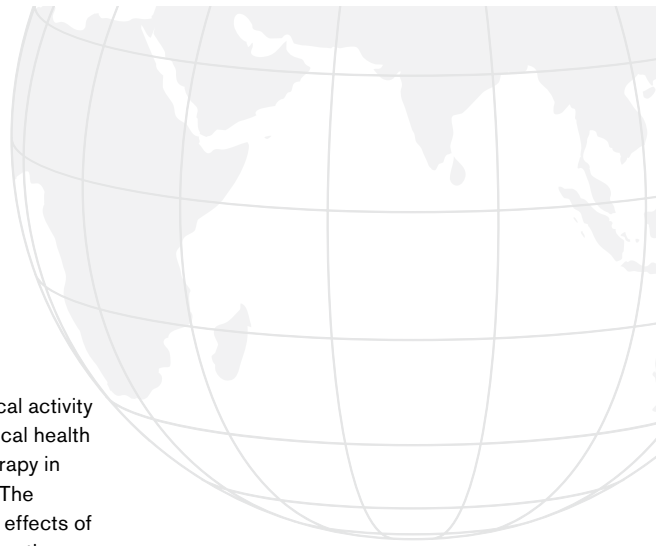 cal activity
cal health
rapy in
The
effects of